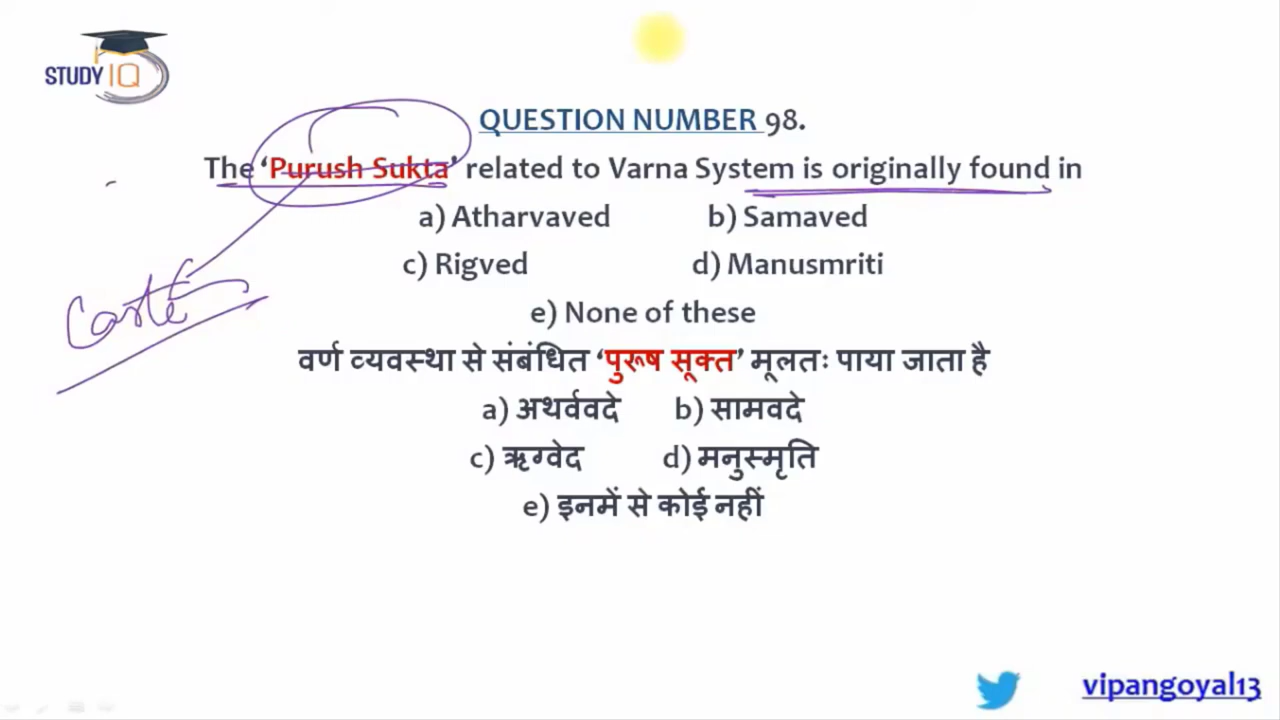 STUDY IQ
QUESTION NUMBER 98.
The ‘Purush Sukta’ related to Varna System is originally found in
a) Atharvaved b) Samaved
c) Rigved d) Manusmriti
e) None of these
Caste
वर्ण व्यवस्था से संबंधित ‘पुरूष सूक्त’ मूलतः पाया जाता है
a) अथर्ववदे b) सामवदे
c) ऋग्वेद d) मनुस्मृति
e) इनमें से कोई नहीं
vipangoyal13